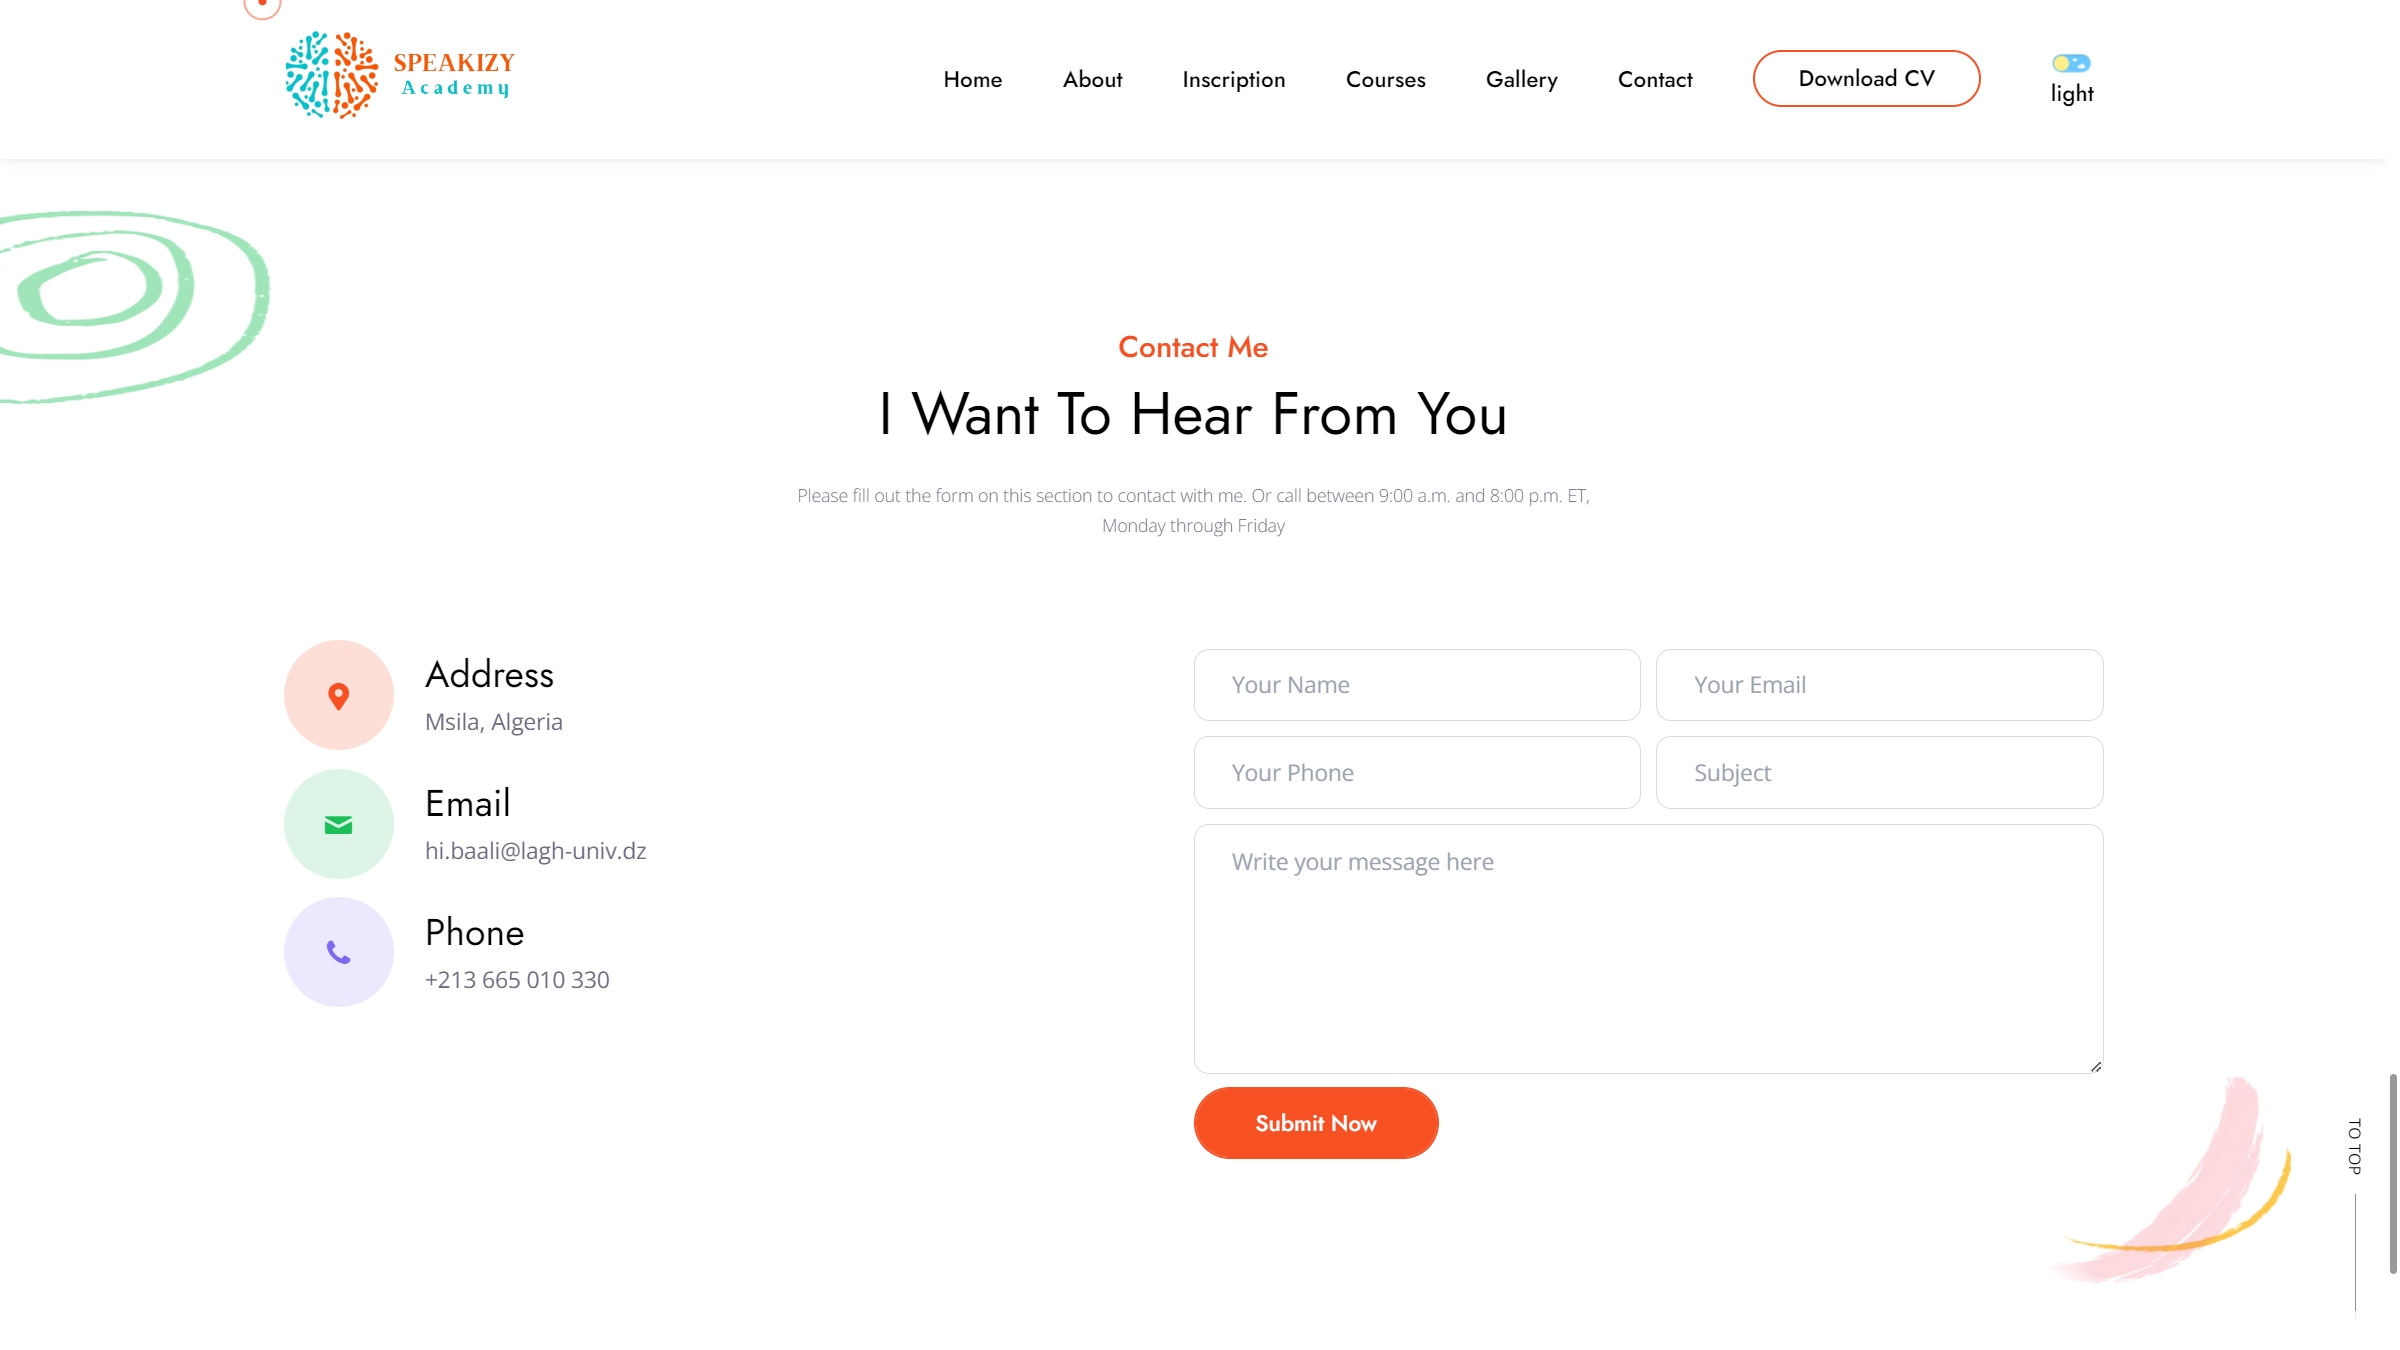 SPEAKIZY
Academy
Home
About
Inscription
Courses
Gallery
Contact
Download CV
light
Contact Me
I Want To Hear From You
Please fill out the form on this section to contact with me. Or call between 9:00 a.m. and 8:00 p.m. ET,
Monday through Friday
Address
Msila, Algeria
Email
hi.baali@lagh-univ.dz
Phone
+213 665 010 330
Your Name
Your Email
Your Phone
Subject
Write your message here
Submit Now
TO TOP